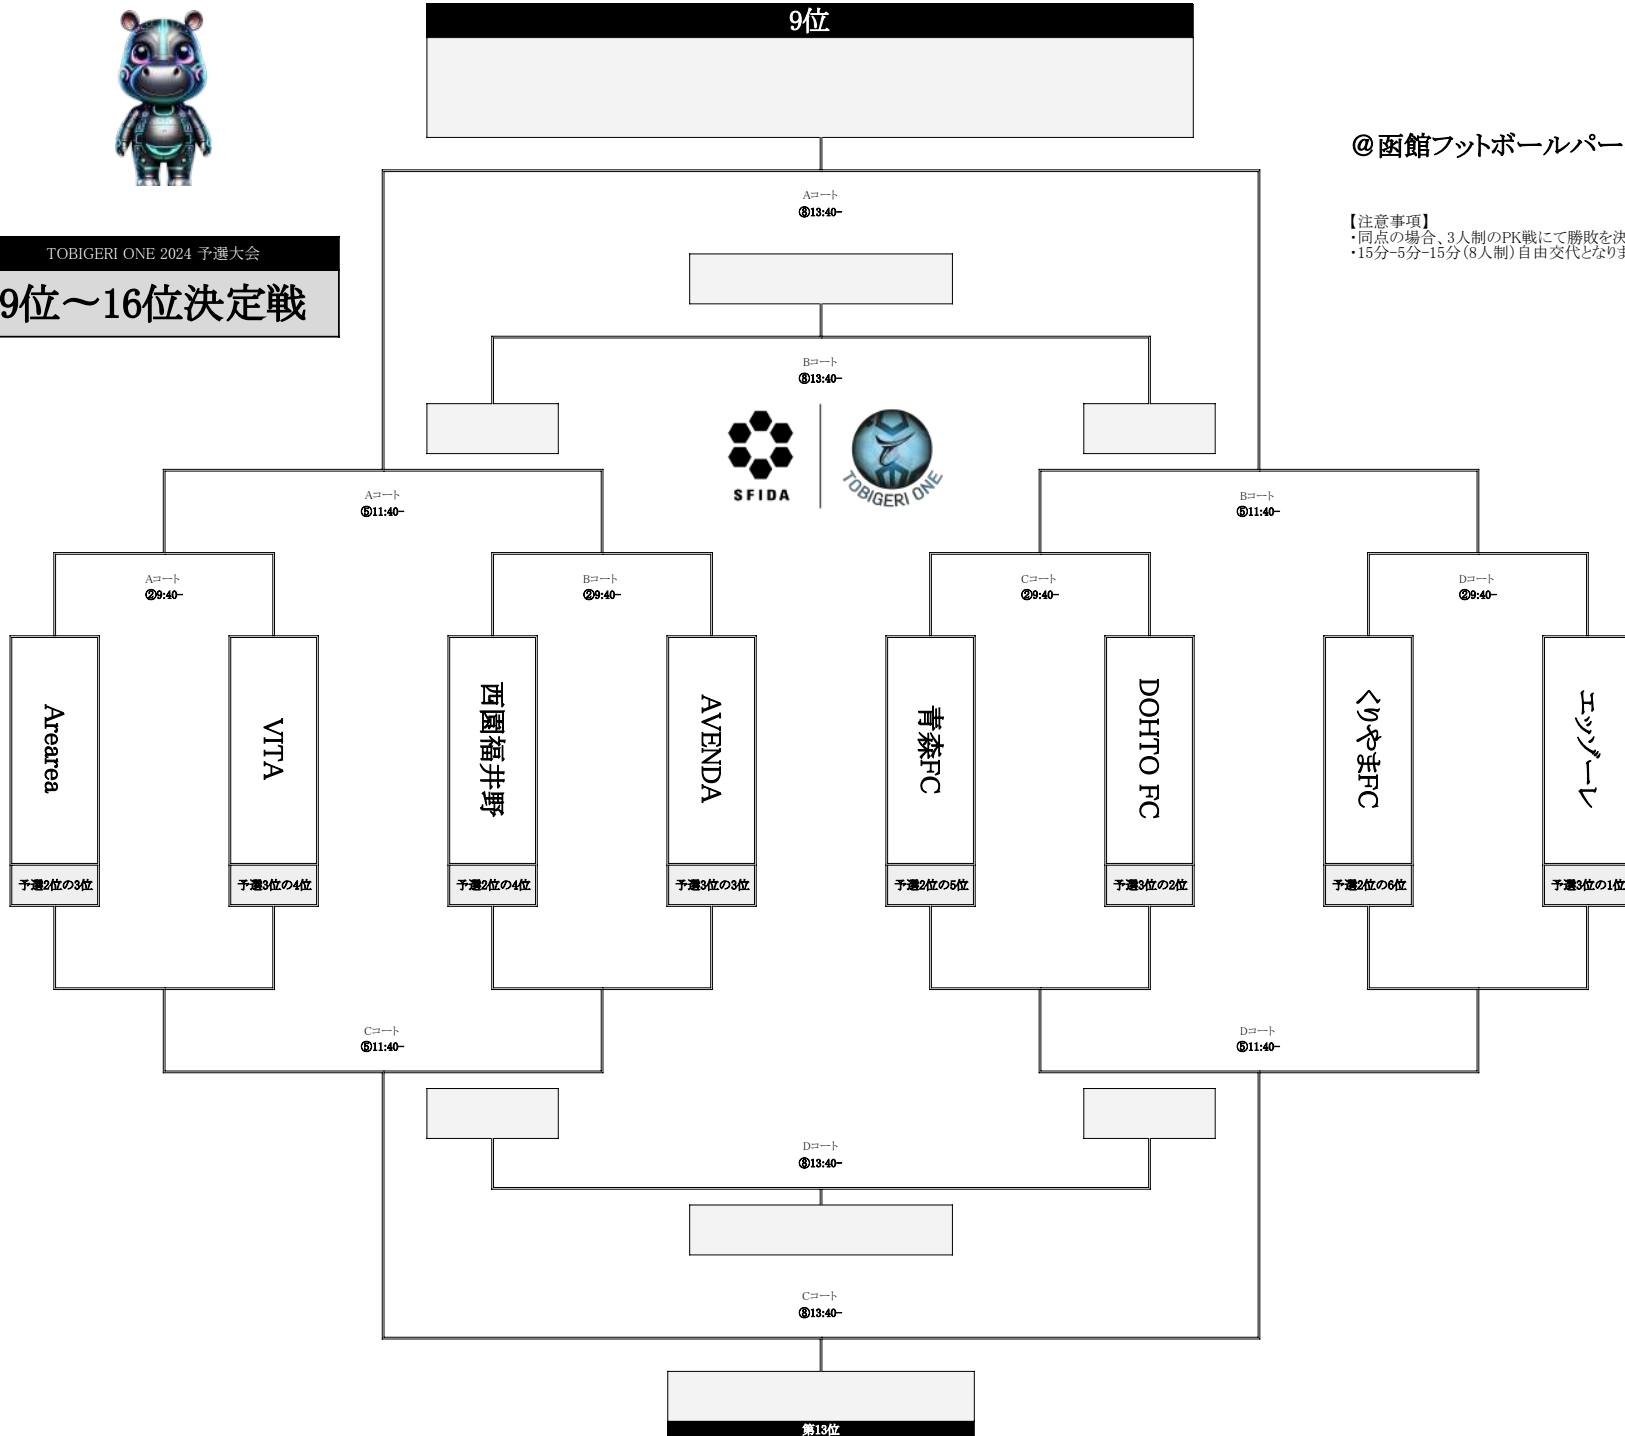 9位
@函館フットボールパー
Aコート
⑧13:40-
【注意事項】
・同点の場合、3人制のPK戦にて勝敗を決
・15分-5分-15分(8人制)自由交代となりま
TOBIGERI ONE 2024 予選大会
9位～16位決定戦
Bコート
⑧13:40-
SFIDA
TOBIGERI ONE
Aコート
⑤11:40-
Bコート
⑤11:40-
Aコート
②9:40-
Bコート
②9:40-
Cコート
②9:40-
Dコート
②9:40-
Arearea
VITA
西園福井野
AVENDA
青森FC
DOHTO FC
くりやまFC
エッゾーレ
予選2位の3位
予選3位の4位
予選2位の4位
予選3位の3位
予選2位の5位
予選3位の2位
予選2位の6位
予選3位の1位
Cコート
⑤11:40-
Dコート
⑤11:40-
Dコート
⑧13:40-
Cコート
⑧13:40-
第13位